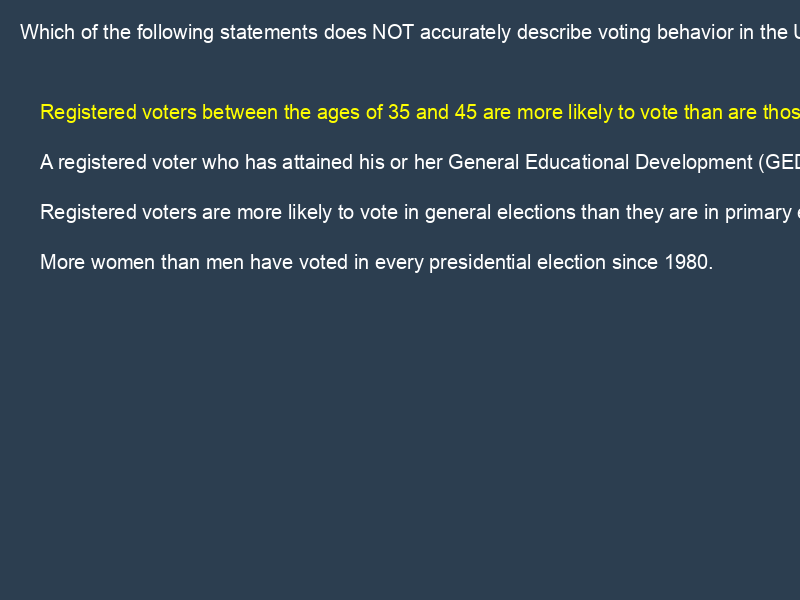 Which of the following statements does NOT accurately describe voting behavior in the
Registered voters between the ages of 35 and 45 are more likely to vote than are
A registered voter who has attained his or her General Educational Development
Registered voters are more likely to vote in general elections than they are in primary
More women than men have voted in every presidential election since 1980.